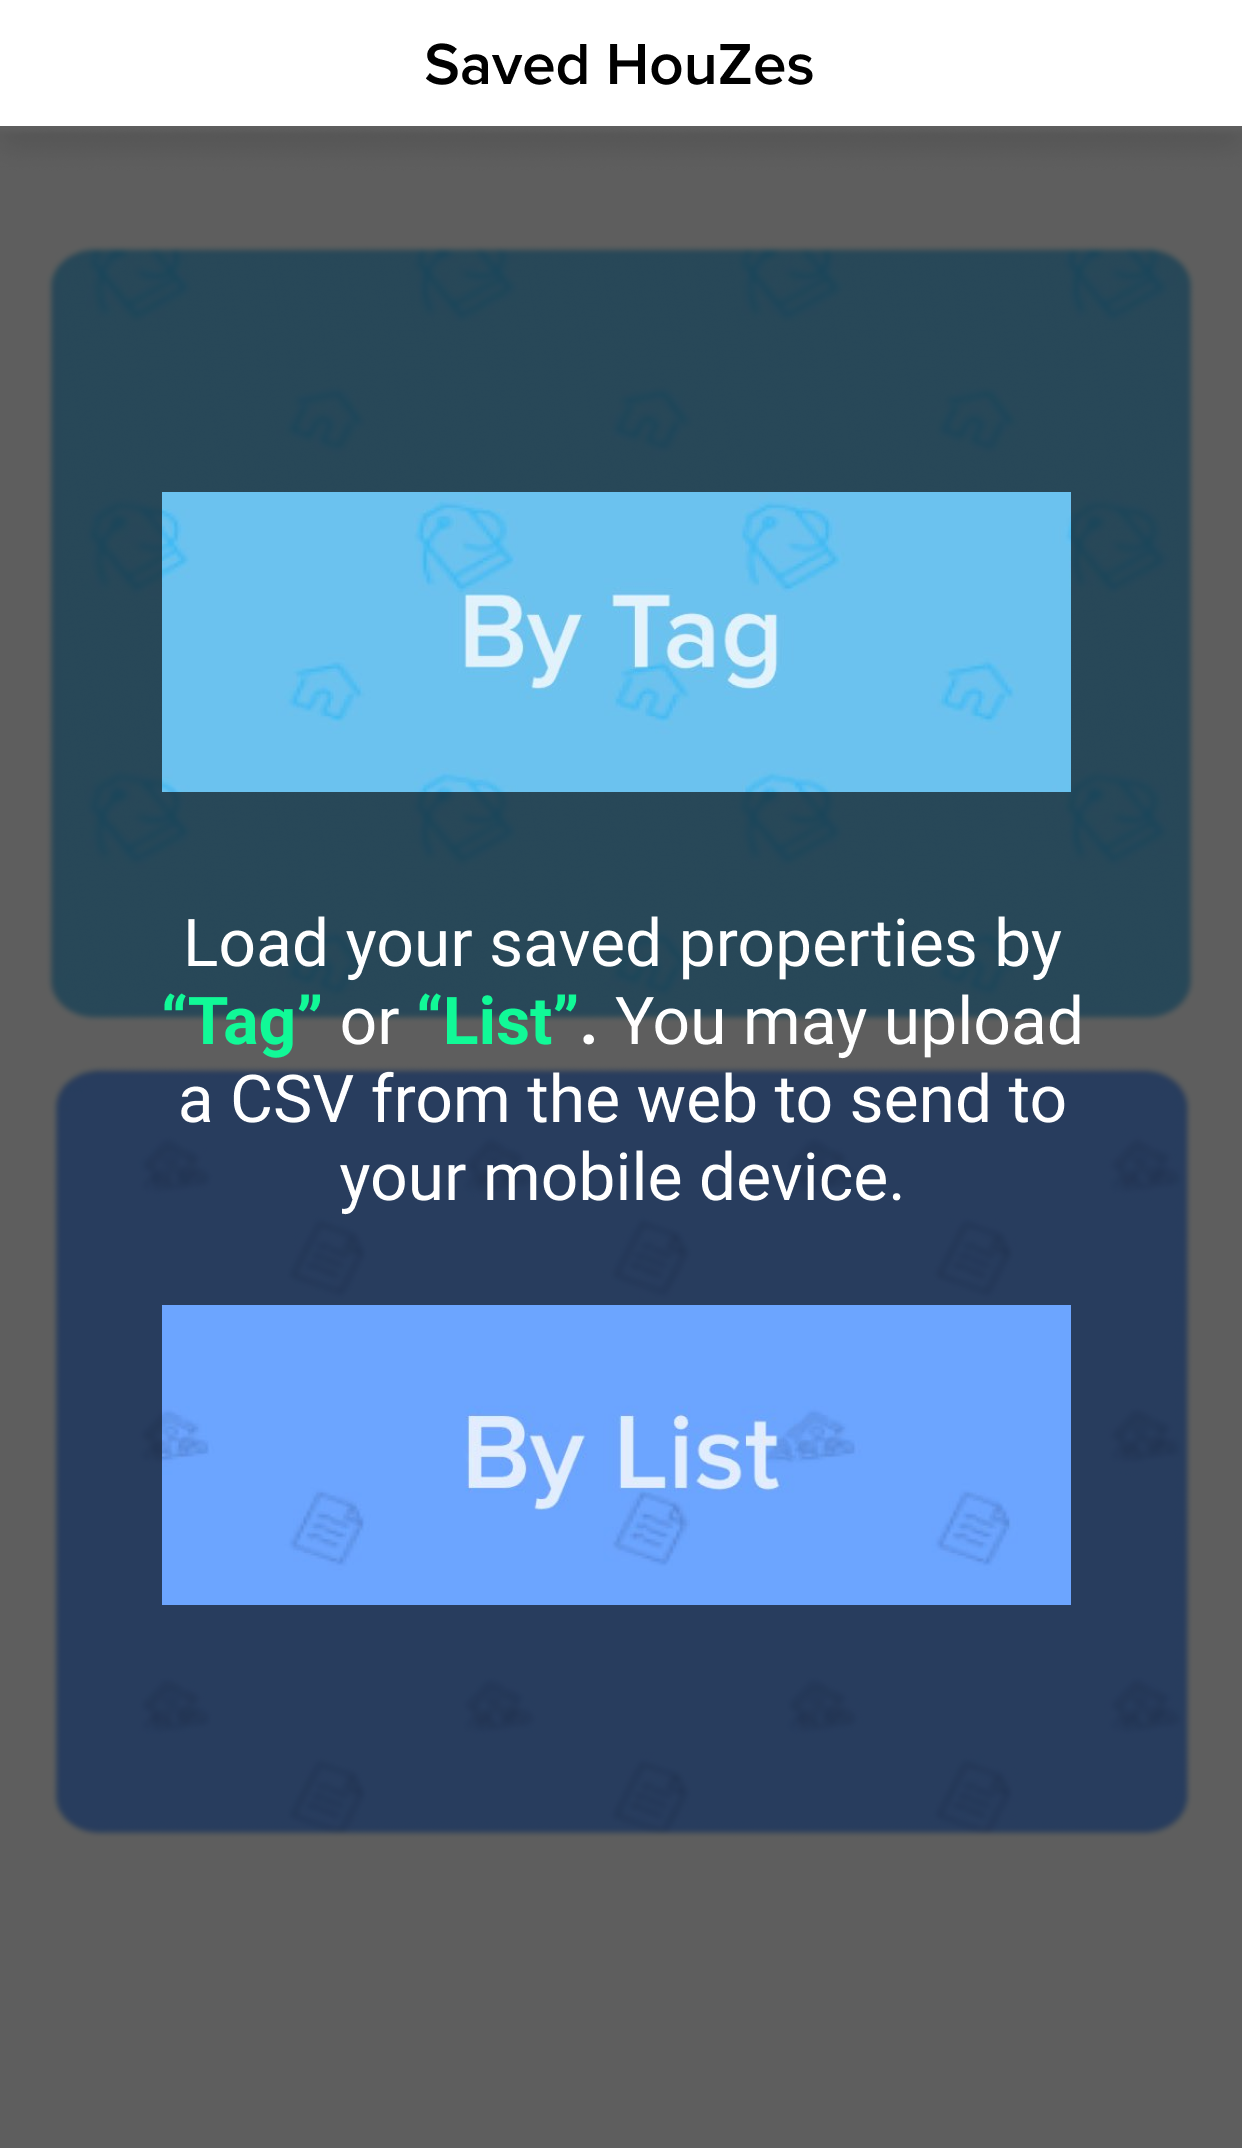 Saved HouZes
By Tag
Load your saved properties by
“Tag” or “List”. You may upload
a CSV from the web to send to
your mobile device.
By List